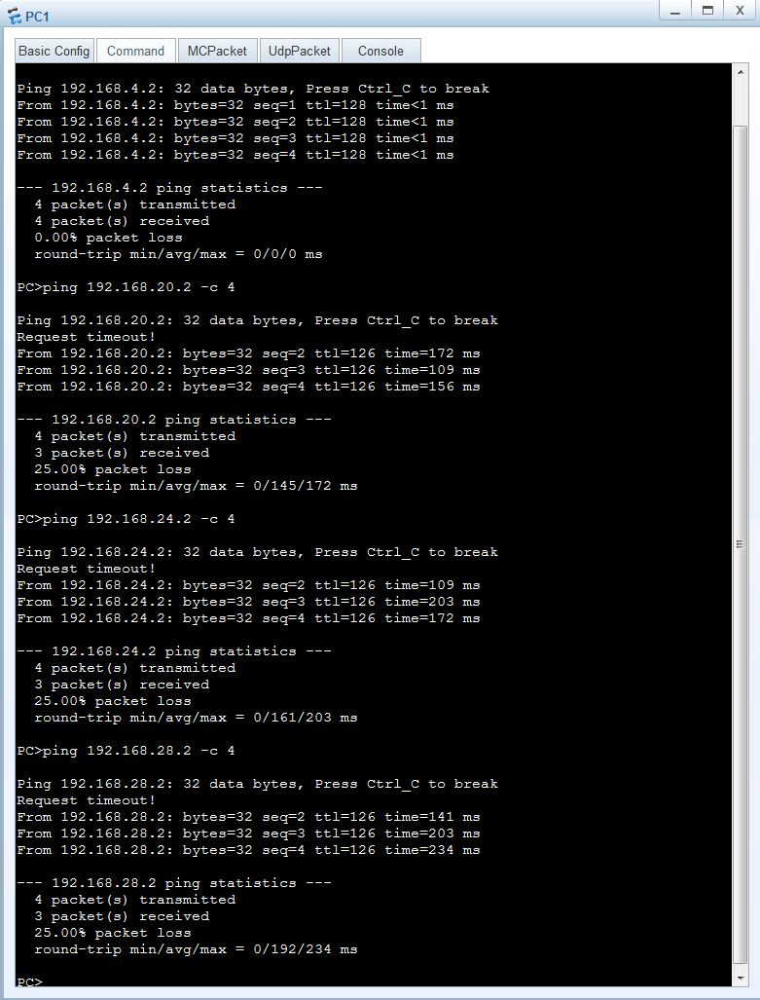 PC1
X
Basic Config Command MCPacket UdpPacket Console
Ping 192.168.4.2: 32 data bytes, Press Ctrl_C to break
From 192.168.4.2: bytes=32 seq=1 ttl=128 time<1 ms
From 192.168.4.2: bytes=32 seq=2 ttl=128 time<1 ms
From 192.168.4.2: bytes=32 seq=3 ttl=128 time<1 ms
From 192.168.4.2: bytes=32 seq=4 ttl=128 time<1 ms
--- 192.168.4.2 ping statistics ---
4 packet(s) transmitted
4 packet(s) received
0.00% packet loss
round-trip min/avg/max = 0/0/0 ms
PC>ping 192.168.20.2 -c 4
Ping 192.168.20.2: 32 data bytes, Press Ctrl_C to break
Request timeout!
From 192.168.20.2: bytes=32 seq=2 ttl=126 time=172 ms
From 192.168.20.2: bytes=32 seq=3 ttl=126 time=109 ms
From 192.168.20.2: bytes=32 seq=4 ttl=126 time=156 ms
--- 192.168.20.2 ping statistics ---
4 packet(s) transmitted
3 packet(s) received
25.00% packet loss
round-trip min/avg/max = 0/145/172 ms
PC>ping 192.168.24.2 -c 4
Ping 192.168.24.2: 32 data bytes, Press Ctrl_C to break
Request timeout!
From 192.168.24.2: bytes=32 seq=2 ttl=126 time=109 ms
From 192.168.24.2: bytes=32 seq=3 ttl=126 time=203 ms
From 192.168.24.2: bytes=32 seq=4 ttl=126 time=172 ms
--- 192.168.24.2 ping statistics ---
4 packet(s) transmitted
3 packet(s) received
25.00% packet loss
round-trip min/avg/max = 0/161/203 ms
PC>ping 192.168.28.2 -c 4
Ping 192.168.28.2: 32 data bytes, Press Ctrl_C to break
Request timeout!
From 192.168.28.2: bytes=32 seq=2 ttl=126 time=141 ms
From 192.168.28.2: bytes=32 seq=3 ttl=126 time=203 ms
From 192.168.28.2: bytes=32 seq=4 ttl=126 time=234 ms
--- 192.168.28.2 ping statistics ---
4 packet(s) transmitted
3 packet(s) received
25.00% packet loss
round-trip min/avg/max = 0/192/234 ms
PC>